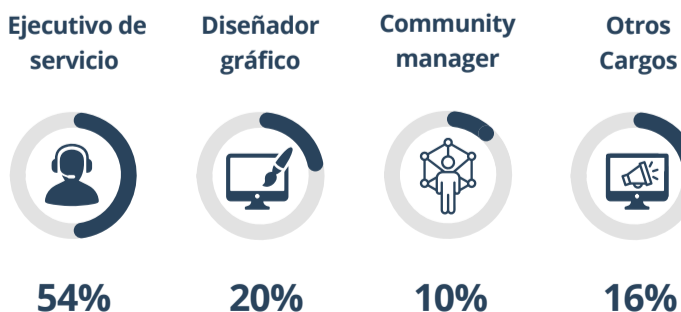 Ejecutivo de
servicio
Diseñador
gráfico
Community
manager
Otros
Cargos
54%
20%
10%
16%